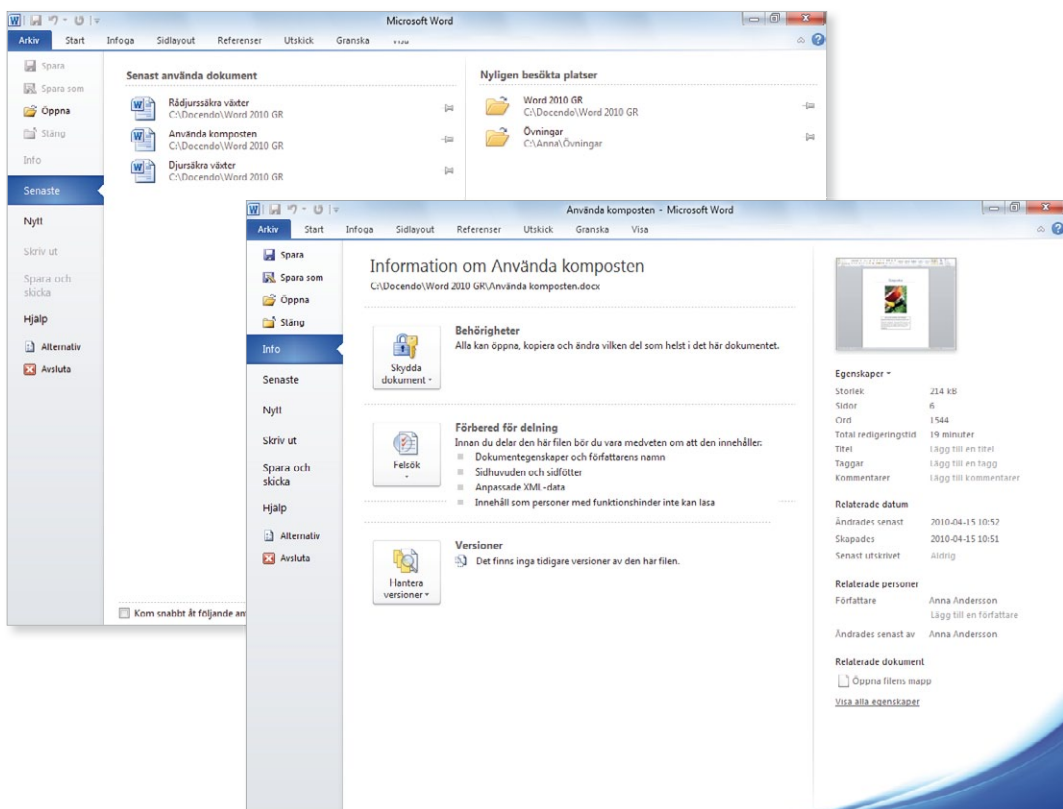 Microsoft Word
Arkiv Start Infoga Sidlayout Referenser Utskick Granska Visa
Spara
Spara som
Öppna
Stäng
Info
Senaste
Nytt
Skriv ut
Spara och
skicka
Hjälp
Alternativ
Avsluta
Senast använda dokument
Rådjurssäkra växter
C:\Docendo\Word 2010 GR
Använda komposten
C:\Docendo\Word 2010 GR
Djursäkra växter
C:\Docendo\Word 2010 GR
Kom snabbt åt följande
Nyligen besökta platser
Word 2010 GR
C:\Docendo\Word 2010 GR
Övningar
C:\Anna\Övningar
Använda komposten - Microsoft Word
Arkiv Start Infoga Sidlayout Referenser Utskick Granska Visa
Spara
Spara som
Öppna
Stäng
Info
Senaste
Nytt
Skriv ut
Spara och
skicka
Hjälp
Alternativ
Avsluta
Information om Använda komposten
C:\Docendo\Word 2010 GR\Använda komposten.docx
Skydda
dokument
Behörigheter
Alla kan öppna, kopiera och ändra vilken del som helst i det här dokumentet.
Felsök
Förbered för delning
Innan du delar den här filen bör du vara medveten om att den innehåller:
Dokumentegenskaper och författarens namn
Sidhuvuden och sidfötter
Anpassade XML-data
Innehåll som personer med funktionshinder inte kan läsa
Hantera
versioner
Versioner
Det finns inga tidigare versioner av den här filen.
Egenskaper
Storlek 214 kB
Sidor 6
Ord 1544
Total redigeringstid 19 minuter
Titel Lägg till en titel
Taggar Lägg till en tagg
Kommentarer Lägg till kommentarer
Relaterade datum
Ändrades senast 2010-04-15 10:52
Skapades 2010-04-15 10:51
Senast utskrivet Aldrig
Relaterade personer
Författare Anna Andersson
Lägg till en författare
Ändrades senast av Anna Andersson
Relaterade dokument
Öppna filens mapp
Visa alla egenskaper